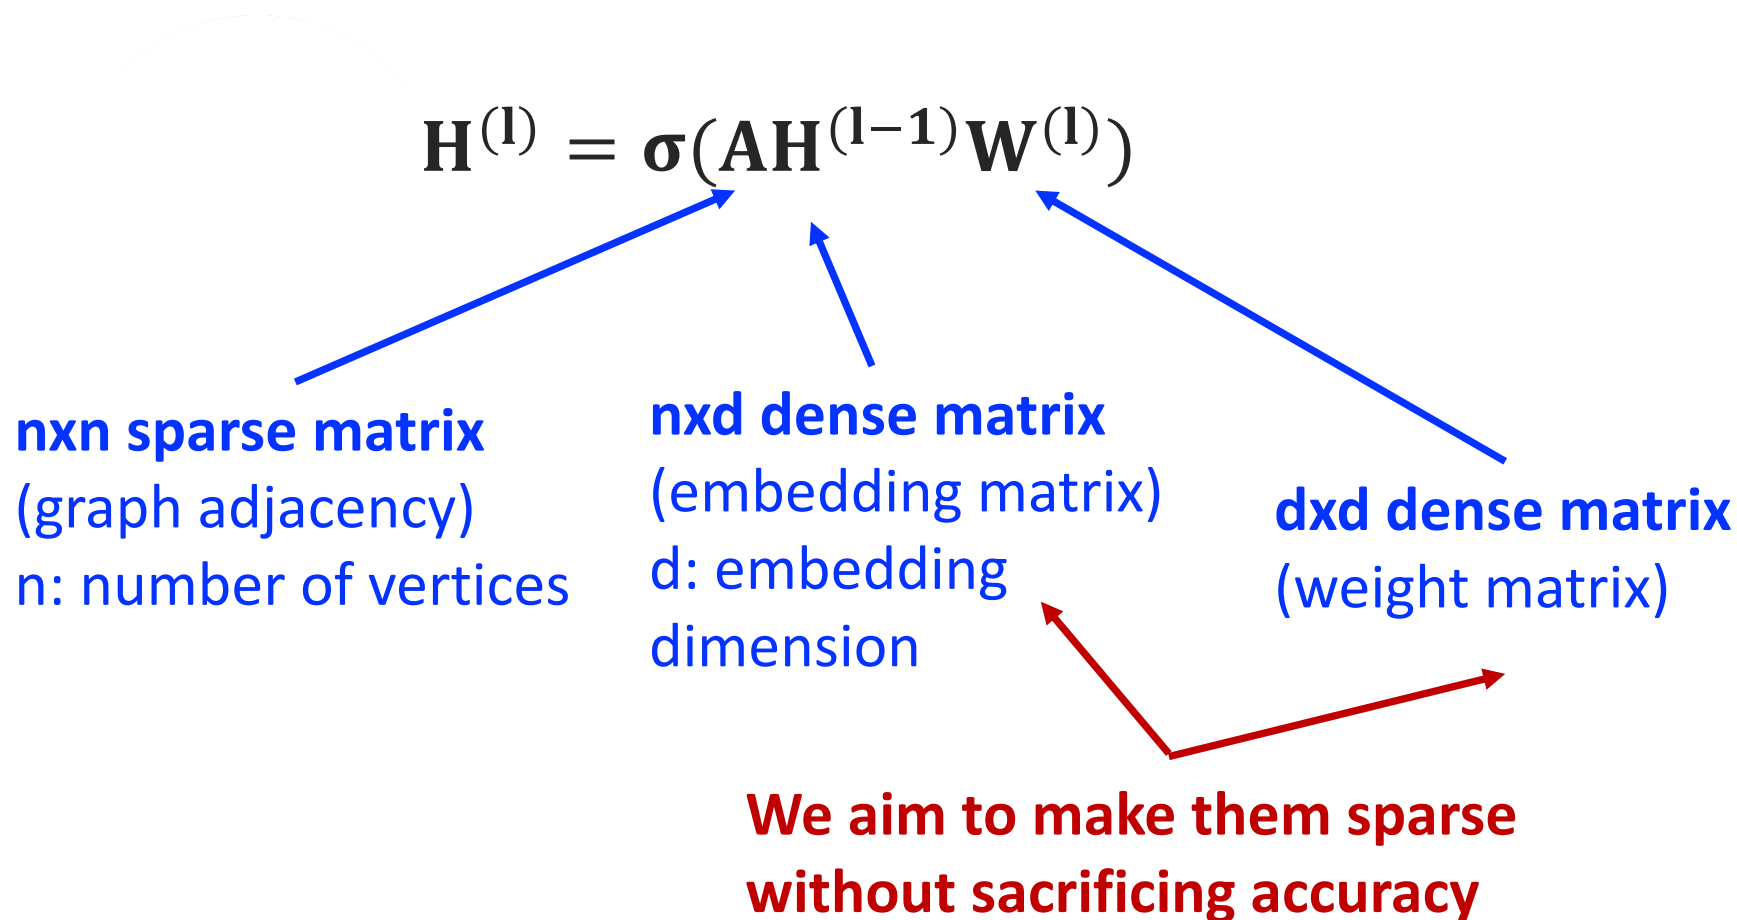 H^(l) = σ(AH^(l−1)W^(l))
nxn sparse matrix
(graph adjacency)
n: number of vertices
nxd dense matrix
(embedding matrix)
d: embedding
dimension
dxd dense matrix
(weight matrix)
We aim to make them sparse
without sacrificing accuracy